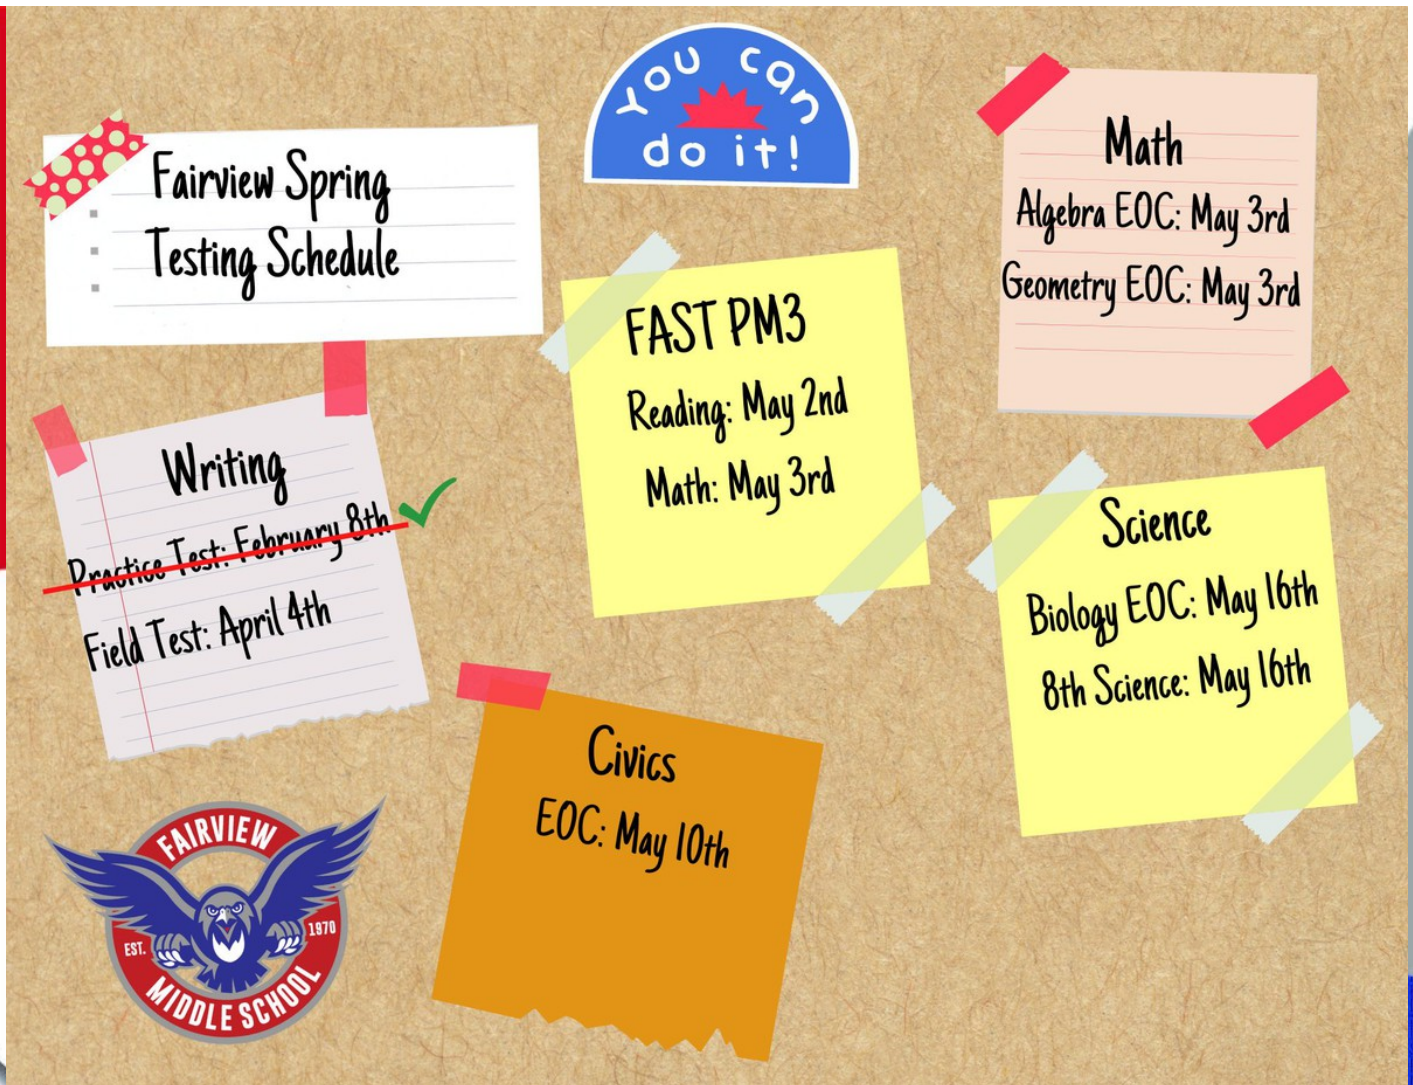 Fairview Spring
Testing Schedule
You can
do it!
Math
Algebra EOC: May 3rd
Geometry EOC: May 3rd
FAST PM3
Reading: May 2nd
Math: May 3rd
Writing
Practice Test: February 8th
Field Test: April 4th
Science
Biology EOC: May 16th
8th Science: May 16th
Civics
EOC: May 10th
FAIRVIEW
EST. 1970
MIDDLE SCHOOL